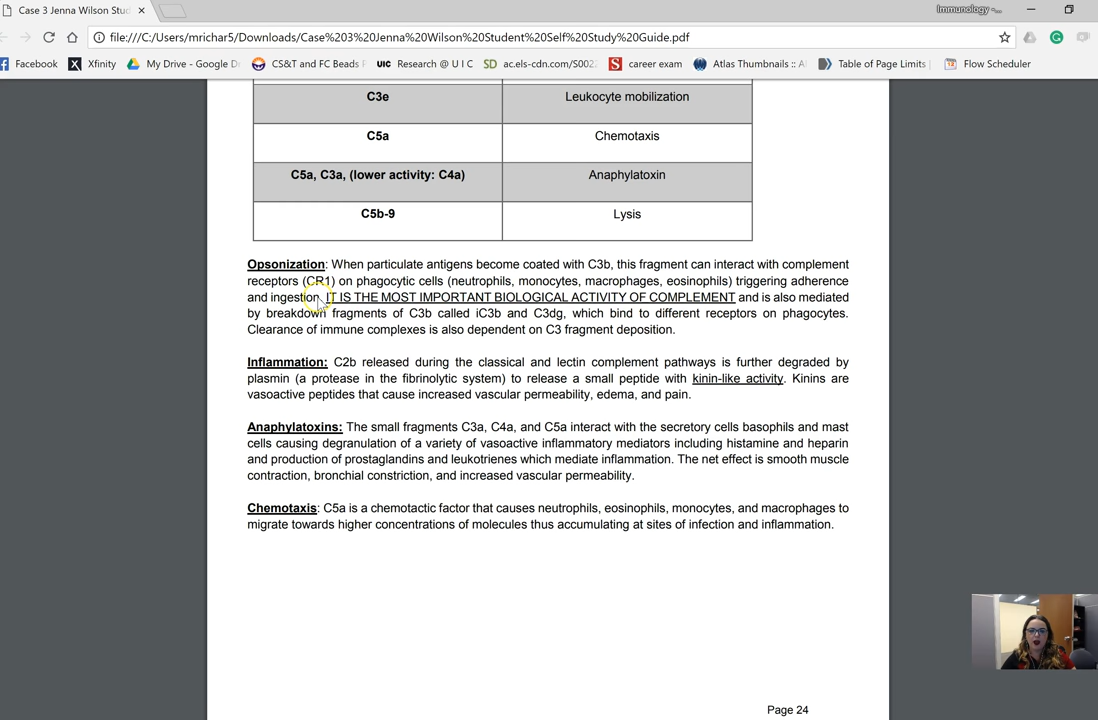 Case 3 Jenna Wilson Stud
Immunology -...
file:///C:/Users/mrichar5/Downloads/Case%203%20Jenna%20Wilson%20Student%20Self%20Study%20Guide.pdf
Facebook X Xfinity My Drive - Google D CS&T and FC Beads UIC Research @ U I C SD ac.els-cdn.com/S002 S career exam Atlas Thumbnails :: A Table of Page Limits Flow Scheduler
C3e Leukocyte mobilization
C5a Chemotaxis
C5a, C3a, (lower activity: C4a) Anaphylatoxin
C5b-9 Lysis
Opsonization: When particulate antigens become coated with C3b, this fragment can interact with complement
receptors (CR1) on phagocytic cells (neutrophils, monocytes, macrophages, eosinophils) triggering adherence
and ingestion. IT IS THE MOST IMPORTANT BIOLOGICAL ACTIVITY OF COMPLEMENT and is also mediated
by breakdown fragments of C3b called iC3b and C3dg, which bind to different receptors on phagocytes.
Clearance of immune complexes is also dependent on C3 fragment deposition.
Inflammation: C2b released during the classical and lectin complement pathways is further degraded by
plasmin (a protease in the fibrinolytic system) to release a small peptide with kinin-like activity. Kinins are
vasoactive peptides that cause increased vascular permeability, edema, and pain.
Anaphylatoxins: The small fragments C3a, C4a, and C5a interact with the secretory cells basophils and mast
cells causing degranulation of a variety of vasoactive inflammatory mediators including histamine and heparin
and production of prostaglandins and leukotrienes which mediate inflammation. The net effect is smooth muscle
contraction, bronchial constriction, and increased vascular permeability.
Chemotaxis: C5a is a chemotactic factor that causes neutrophils, eosinophils, monocytes, and macrophages to
migrate towards higher concentrations of molecules thus accumulating at sites of infection and inflammation.
Page 24